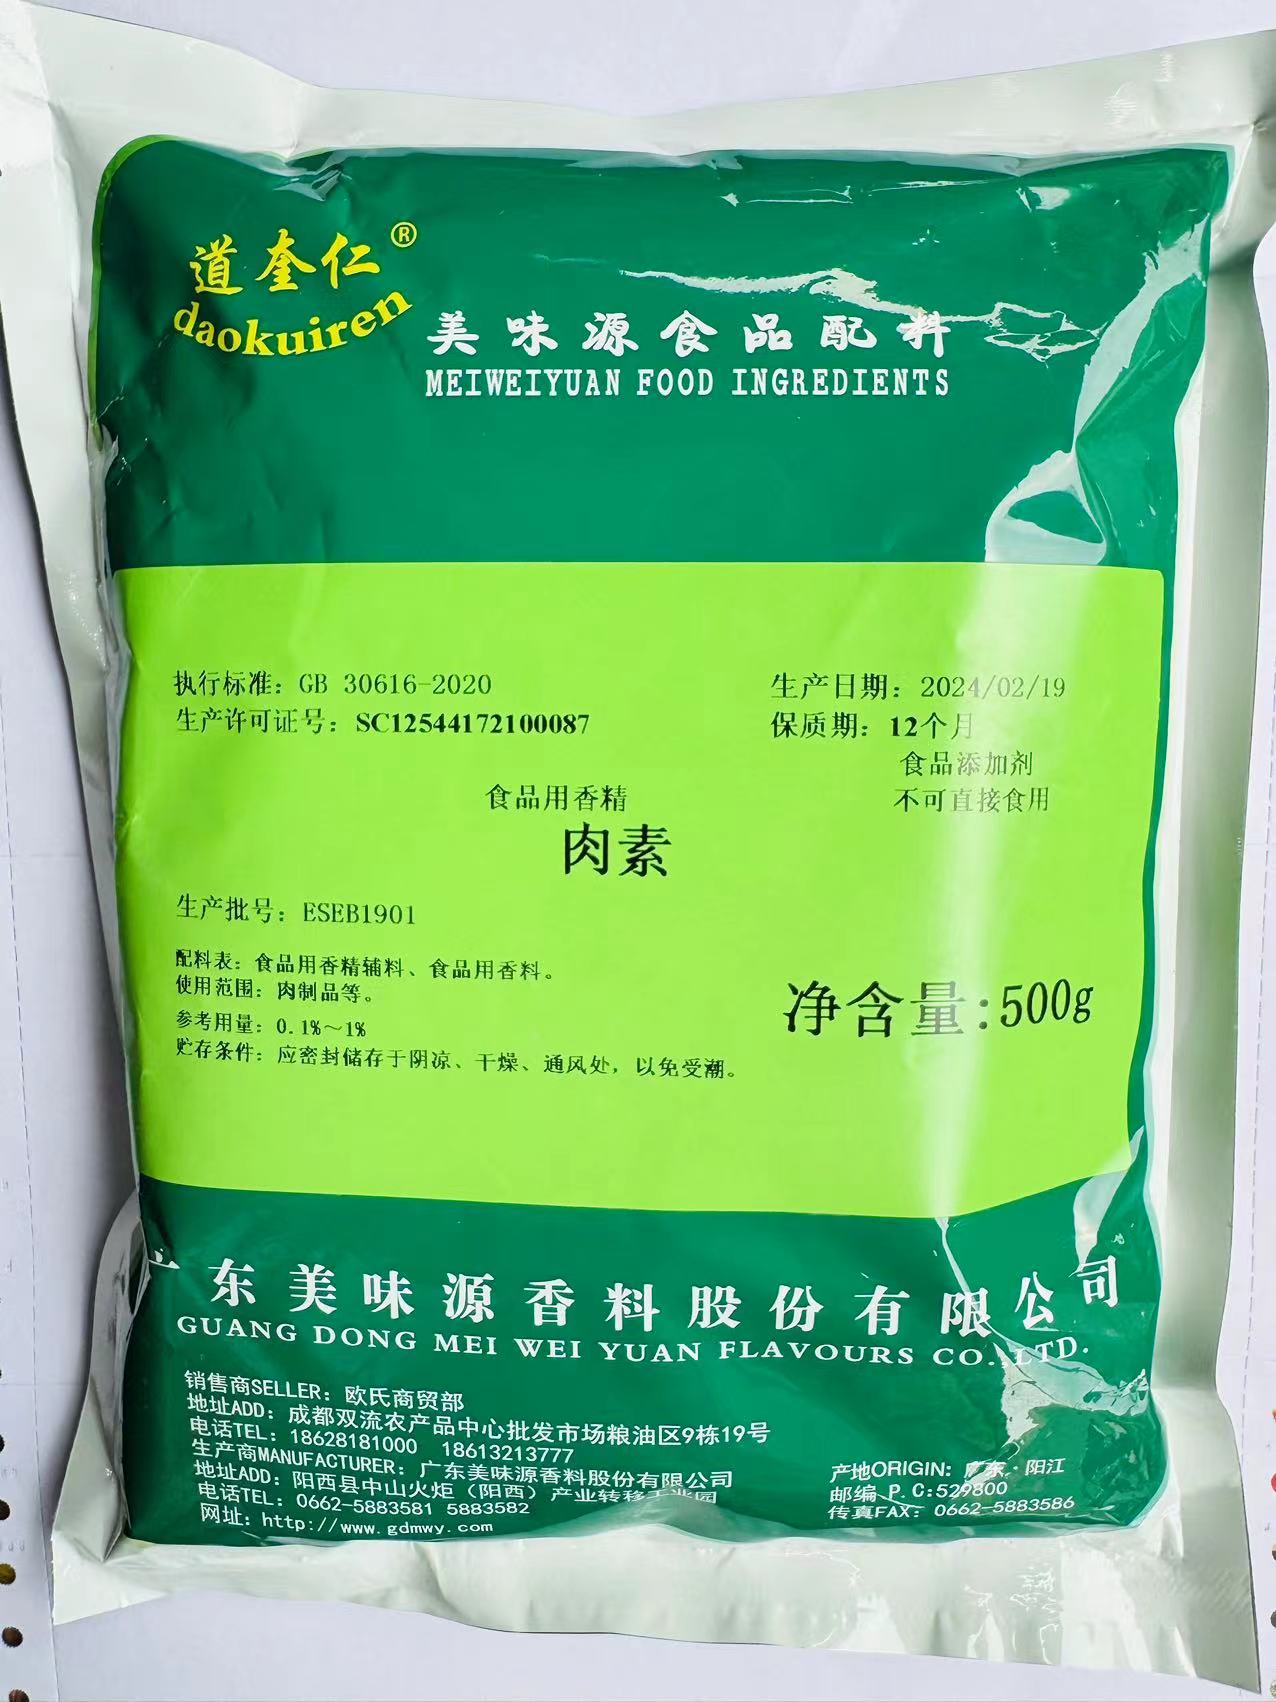 道奎仁®
daokuiren
美味源食品配料
MEIWEIYUAN FOOD INGREDIENTS
执行标准：GB 30616-2020
生产许可证号：SC12544172100087
生产日期：2024/02/19
保质期：12个月
食品添加剂
不可直接食用
食品用香精
肉素
生产批号：ESEB1901
配料表：食品用香精辅料、食品用香料。
使用范围：肉制品等。
参考用量：0.1%～1%
贮存条件：应密封储存于阴凉、干燥、通风处，以免受潮。
净含量:500g
广东美味源香料股份有限公司
GUANG DONG MEI WEI YUAN FLAVOURS CO.,LTD.
销售商SELLER：欧氏商贸部
地址ADD：成都双流农产品中心批发市场粮油区9栋19号
电话TEL：18628181000 18613213777
生产商MANUFACTURER：广东美味源香料股份有限公司
地址ADD：阳西县中山火炬（阳西）产业转移工业园
电话TEL：0662-5883581 5883582
网址：http://www.gdmwy.com
产地ORIGIN：广东·阳江
邮编 P.C:529800
传真FAX：0662-5883586